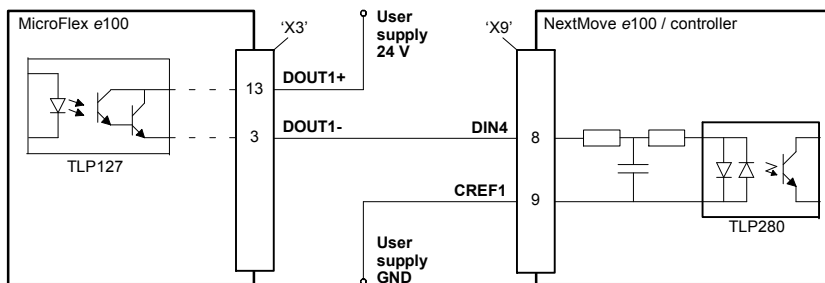 MicroFlex e100
'X3'
User
supply
24 V
'X9'
NextMove e100 / controller
13
DOUT1+
3
DOUT1-
DIN4
8
TLP127
CREF1
9
TLP280
User
supply
GND